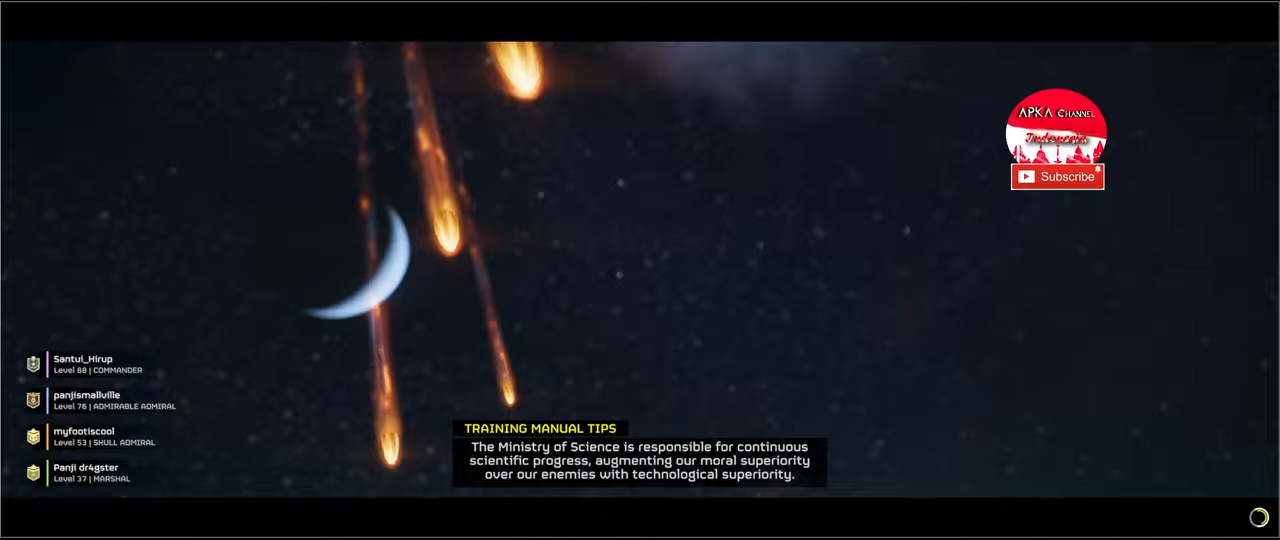 APKA CHANNEL
Indonesia
Subscribe
Santui_Hirup
Level 88 | COMMANDER
panjismallville
Level 76 | ADMIRABLE ADMIRAL
myfootiscool
Level 53 | SKULL ADMIRAL
Panji dr4gster
Level 37 | MARSHAL
TRAINING MANUAL TIPS
The Ministry of Science is responsible for continuous
scientific progress, augmenting our moral superiority
over our enemies with technological superiority.